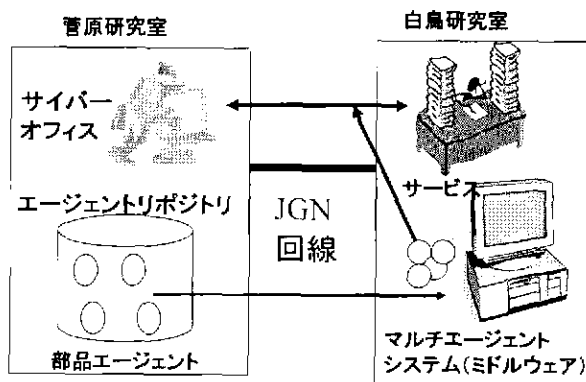 菅原研究室
白鳥研究室
サイバー
オフィス
サービス
エージェントリポジトリ
JGN
回線
部品エージェント
マルチエージェント
システム(ミドルウェア)